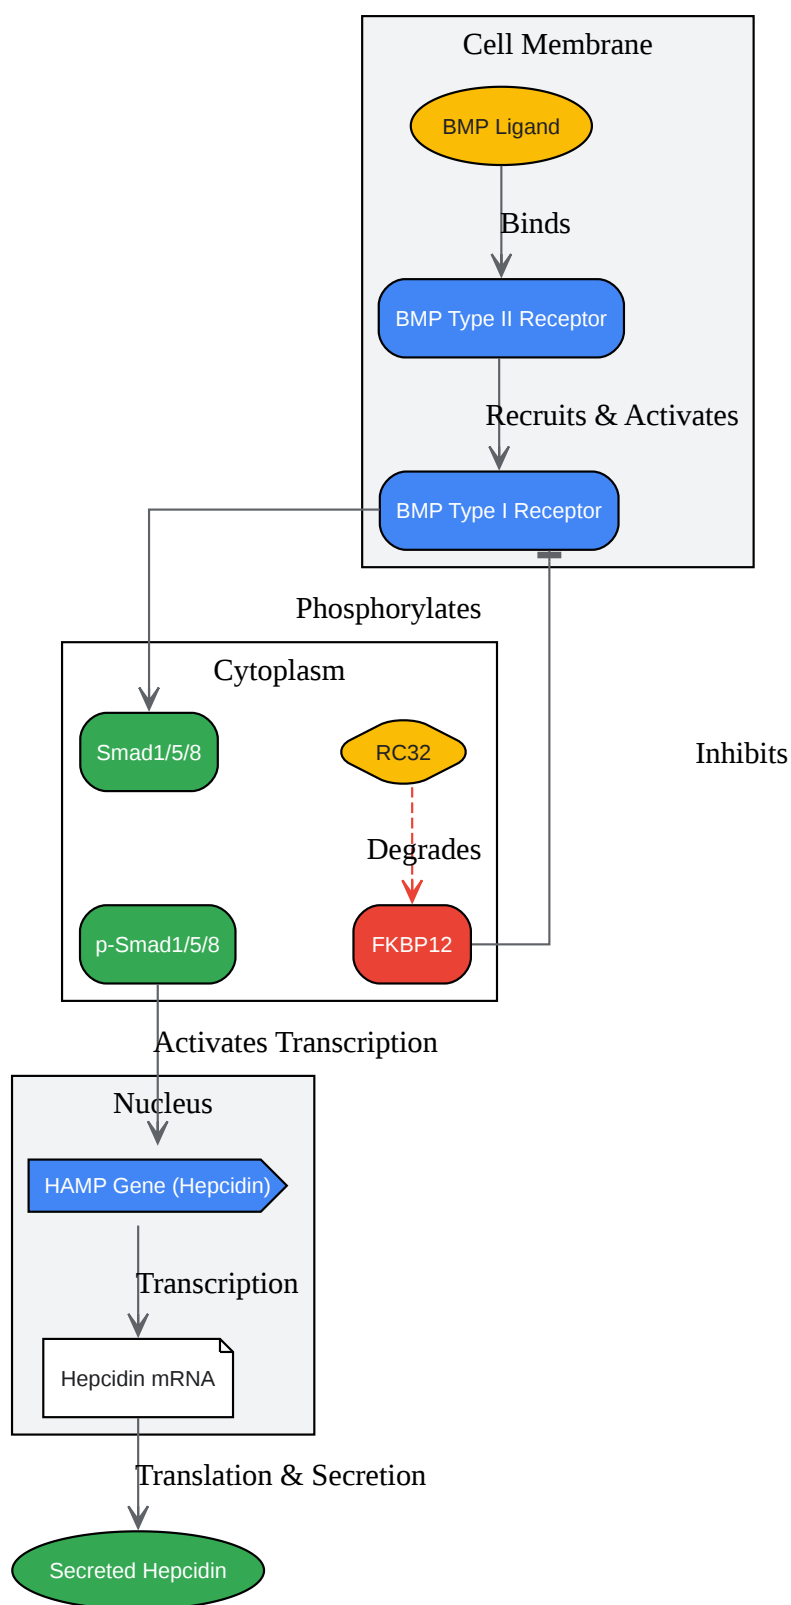 Cell Membrane
BMP Ligand
Binds
BMP Type II Receptor
Recruits & Activates
BMP Type I Receptor
Phosphorylates
Cytoplasm
Smad1/5/8
RC32
Inhibits
Degrades
p-Smad1/5/8
FKBP12
Activates Transcription
Nucleus
HAMP Gene (Hepcidin)
Transcription
Hepcidin mRNA
Translation & Secretion
Secreted Hepcidin